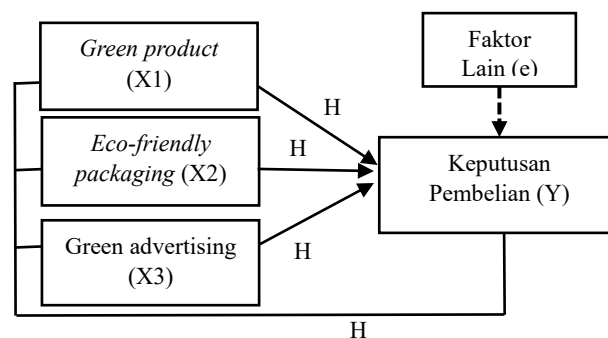 Green product
(X1)
Faktor
Lain (e)
H
Eco-friendly
packaging (X2)
H
Keputusan
Pembelian (Y)
Green advertising
(X3)
H
H